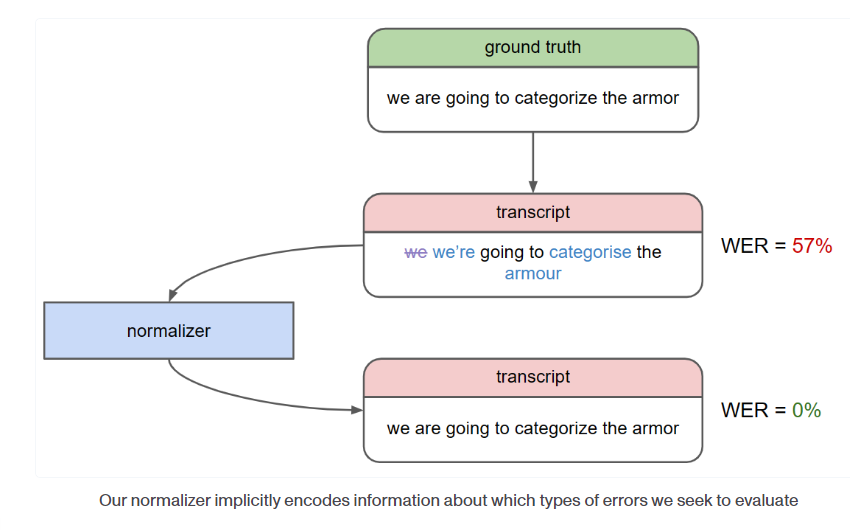 ground truth
we are going to categorize the armor
transcript
we we're going to categorise the
armour
WER = 57%
normalizer
transcript
we are going to categorize the armor
WER = 0%
Our normalizer implicitly encodes information about which types of errors we seek to evaluate